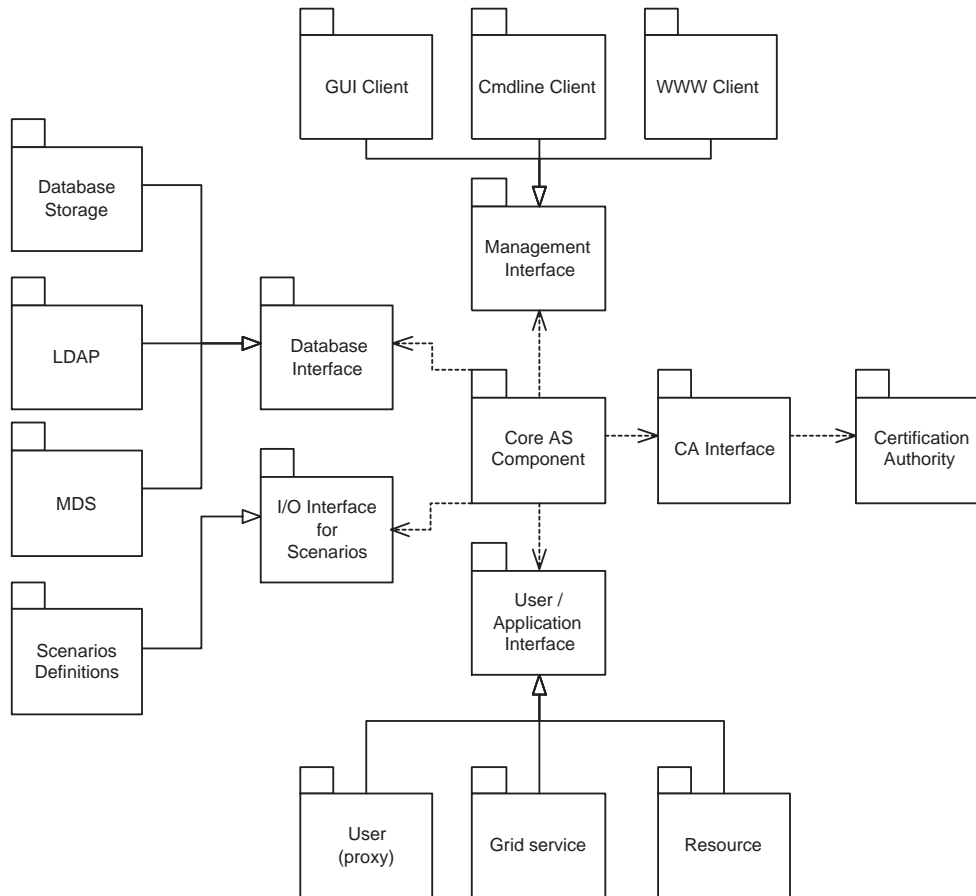 GUI Client
Cmdline Client
WWW Client
Database
Storage
Management
Interface
LDAP
Database
Interface
Core AS
Component
CA Interface
Certification
Authority
MDS
I/O Interface
for
Scenarios
User /
Application
Interface
Scenarios
Definitions
User
(proxy)
Grid service
Resource